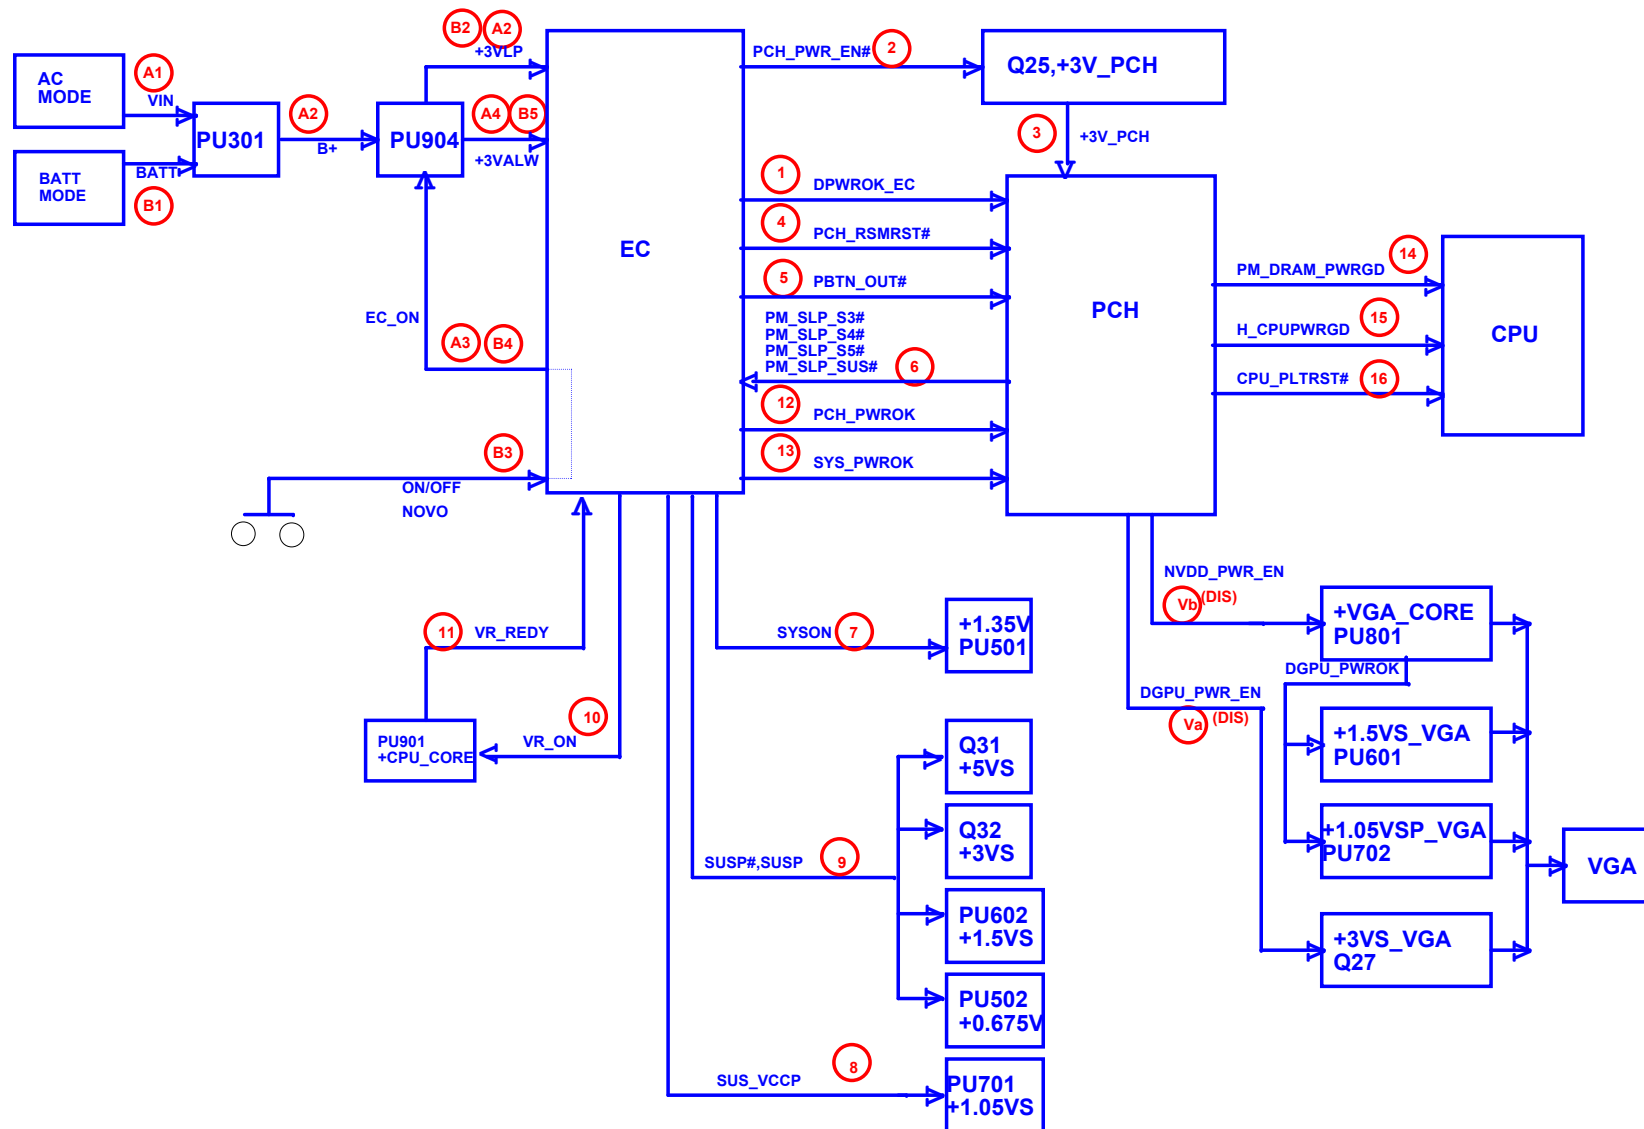 B2
A2
+3VLP
PCH_PWR_EN#
2
Q25,+3V_PCH
AC
MODE
A1
VIN
PU301
A2
B+
PU904
A4
B5
+3VALW
3
+3V_PCH
BATT
MODE
BATT
B1
EC
1
DPWROK_EC
4
PCH_RSMRST#
5
PBTN_OUT#
PM_SLP_S3#
PM_SLP_S4#
PM_SLP_S5#
PM_SLP_SUS#
6
12
PCH_PWROK
13
SYS_PWROK
PCH
PM_DRAM_PWRGD
14
H_CPUPWRGD
15
CPU_PLTRST#
16
CPU
EC_ON
A3
B4
B3
ON/OFF
NOVO
11
VR_REDY
10
VR_ON
PU901
+CPU_CORE
SYSON
7
+1.35V
PU501
Q31
+5VS
Q32
+3VS
SUSP#,SUSP
9
PU602
+1.5VS
PU502
+0.675V
SUS_VCCP
8
PU701
+1.05VS
NVDD_PWR_EN
Vb
(DIS)
+VGA_CORE
PU801
DGPU_PWROK
DGPU_PWR_EN
Va
(DIS)
+1.5VS_VGA
PU601
+1.05VSP_VGA
PU702
+3VS_VGA
Q27
VGA